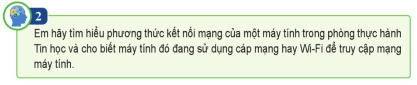 2
Em hãy tìm hiểu phương thức kết nối mạng của một máy tính trong phòng thực hành
Tin học và cho biết máy tính đó đang sử dụng cáp mạng hay Wi-Fi để truy cập mạng
máy tính.